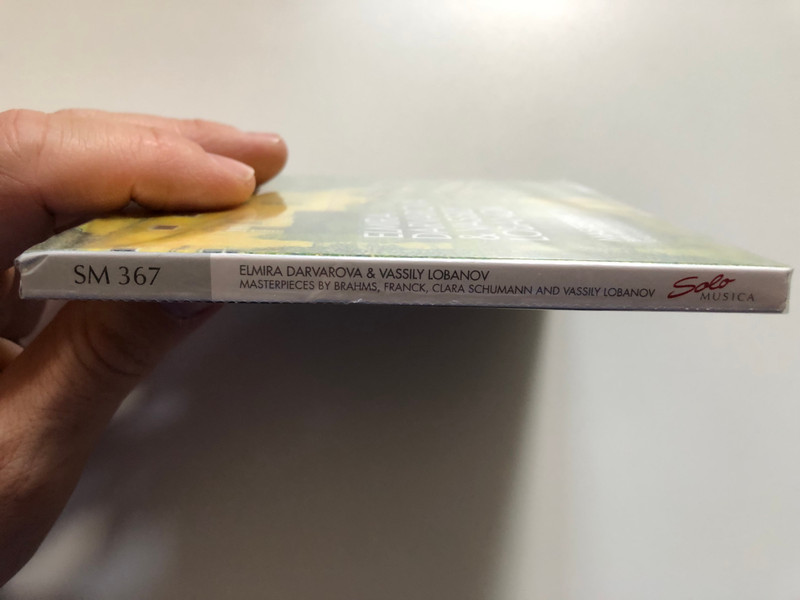 SM 367
ELMIRA DARVAROVA & VASSILY LOBANOV
MASTERPIECES BY BRAHMS, FRANCK, CLARA SCHUMANN AND VASSILY LOBANOV
Solo
MUSICA